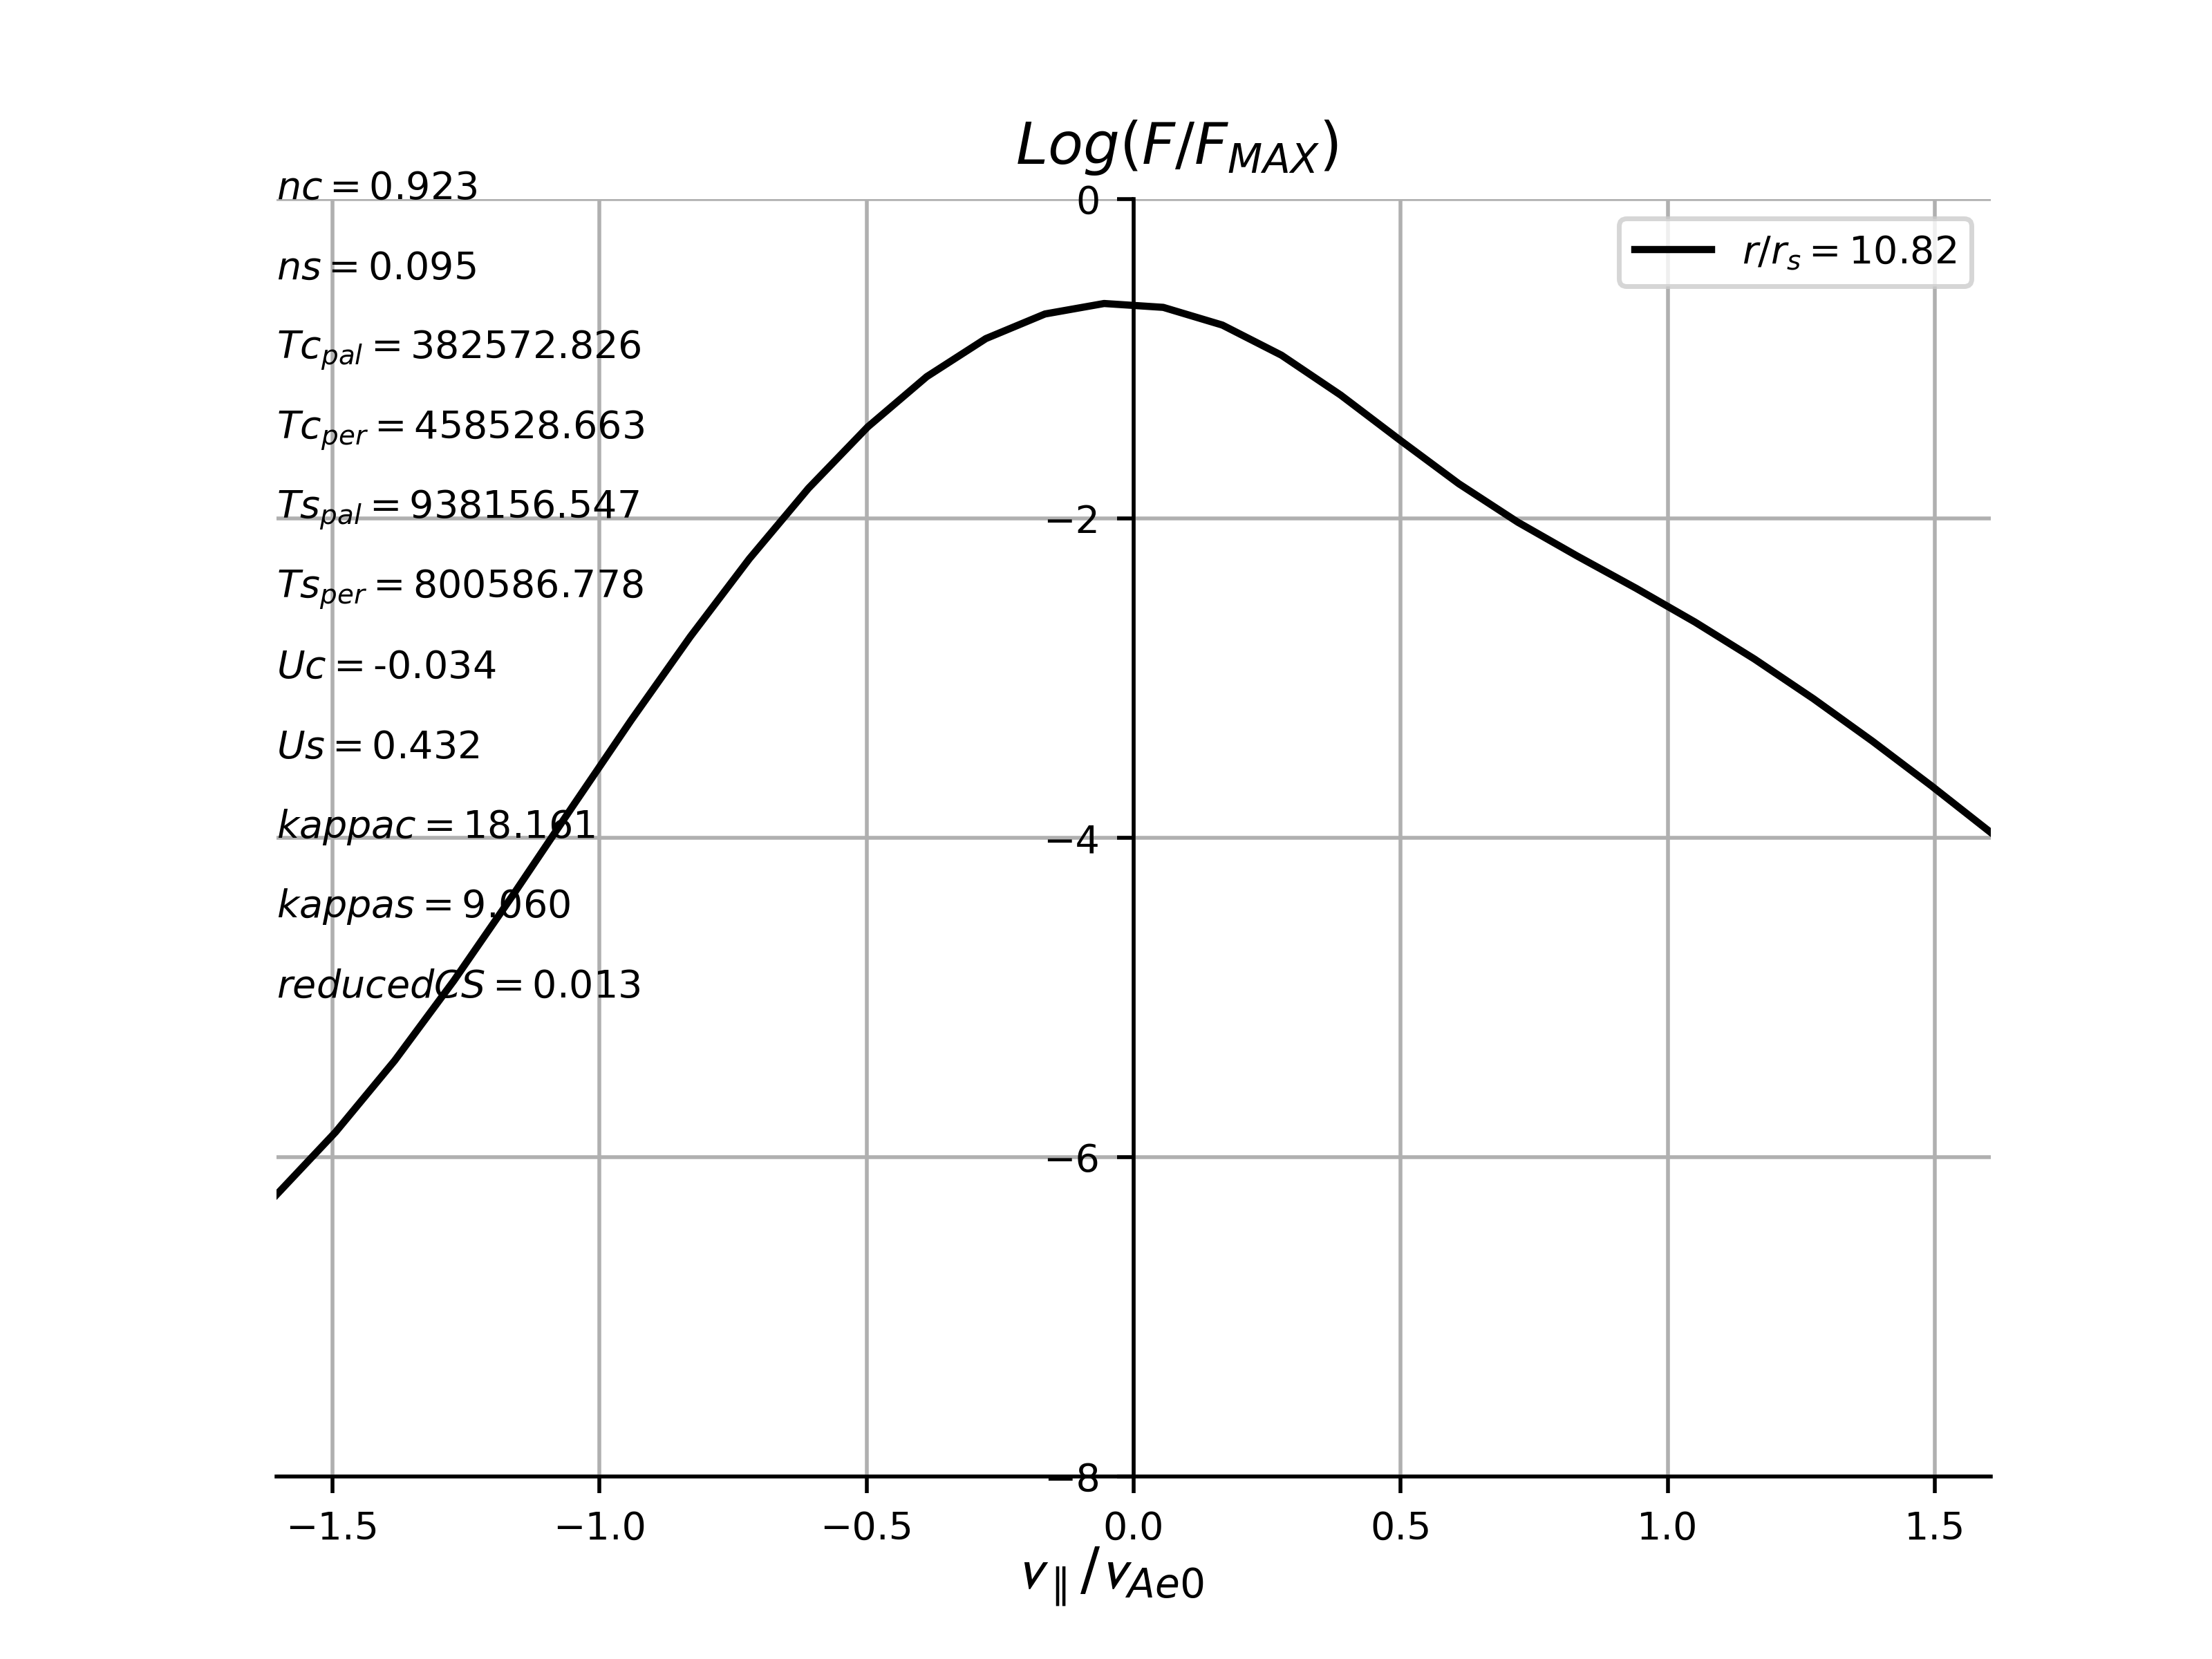 Log(F/F_MAX)
nc = 0.923
ns = 0.095
Tc_pal = 382572.826
Tc_per = 458528.663
Ts_pal = 938156.547
Ts_per = 800586.778
Uc = -0.034
Us = 0.432
kappac = 18.161
kappas = 9.060
reducedCS = 0.013
r/r_s = 10.82
0
−2
−4
−6
−8
−1.5 −1.0 −0.5 0.0 0.5 1.0 1.5
v_∥/v_Ae0